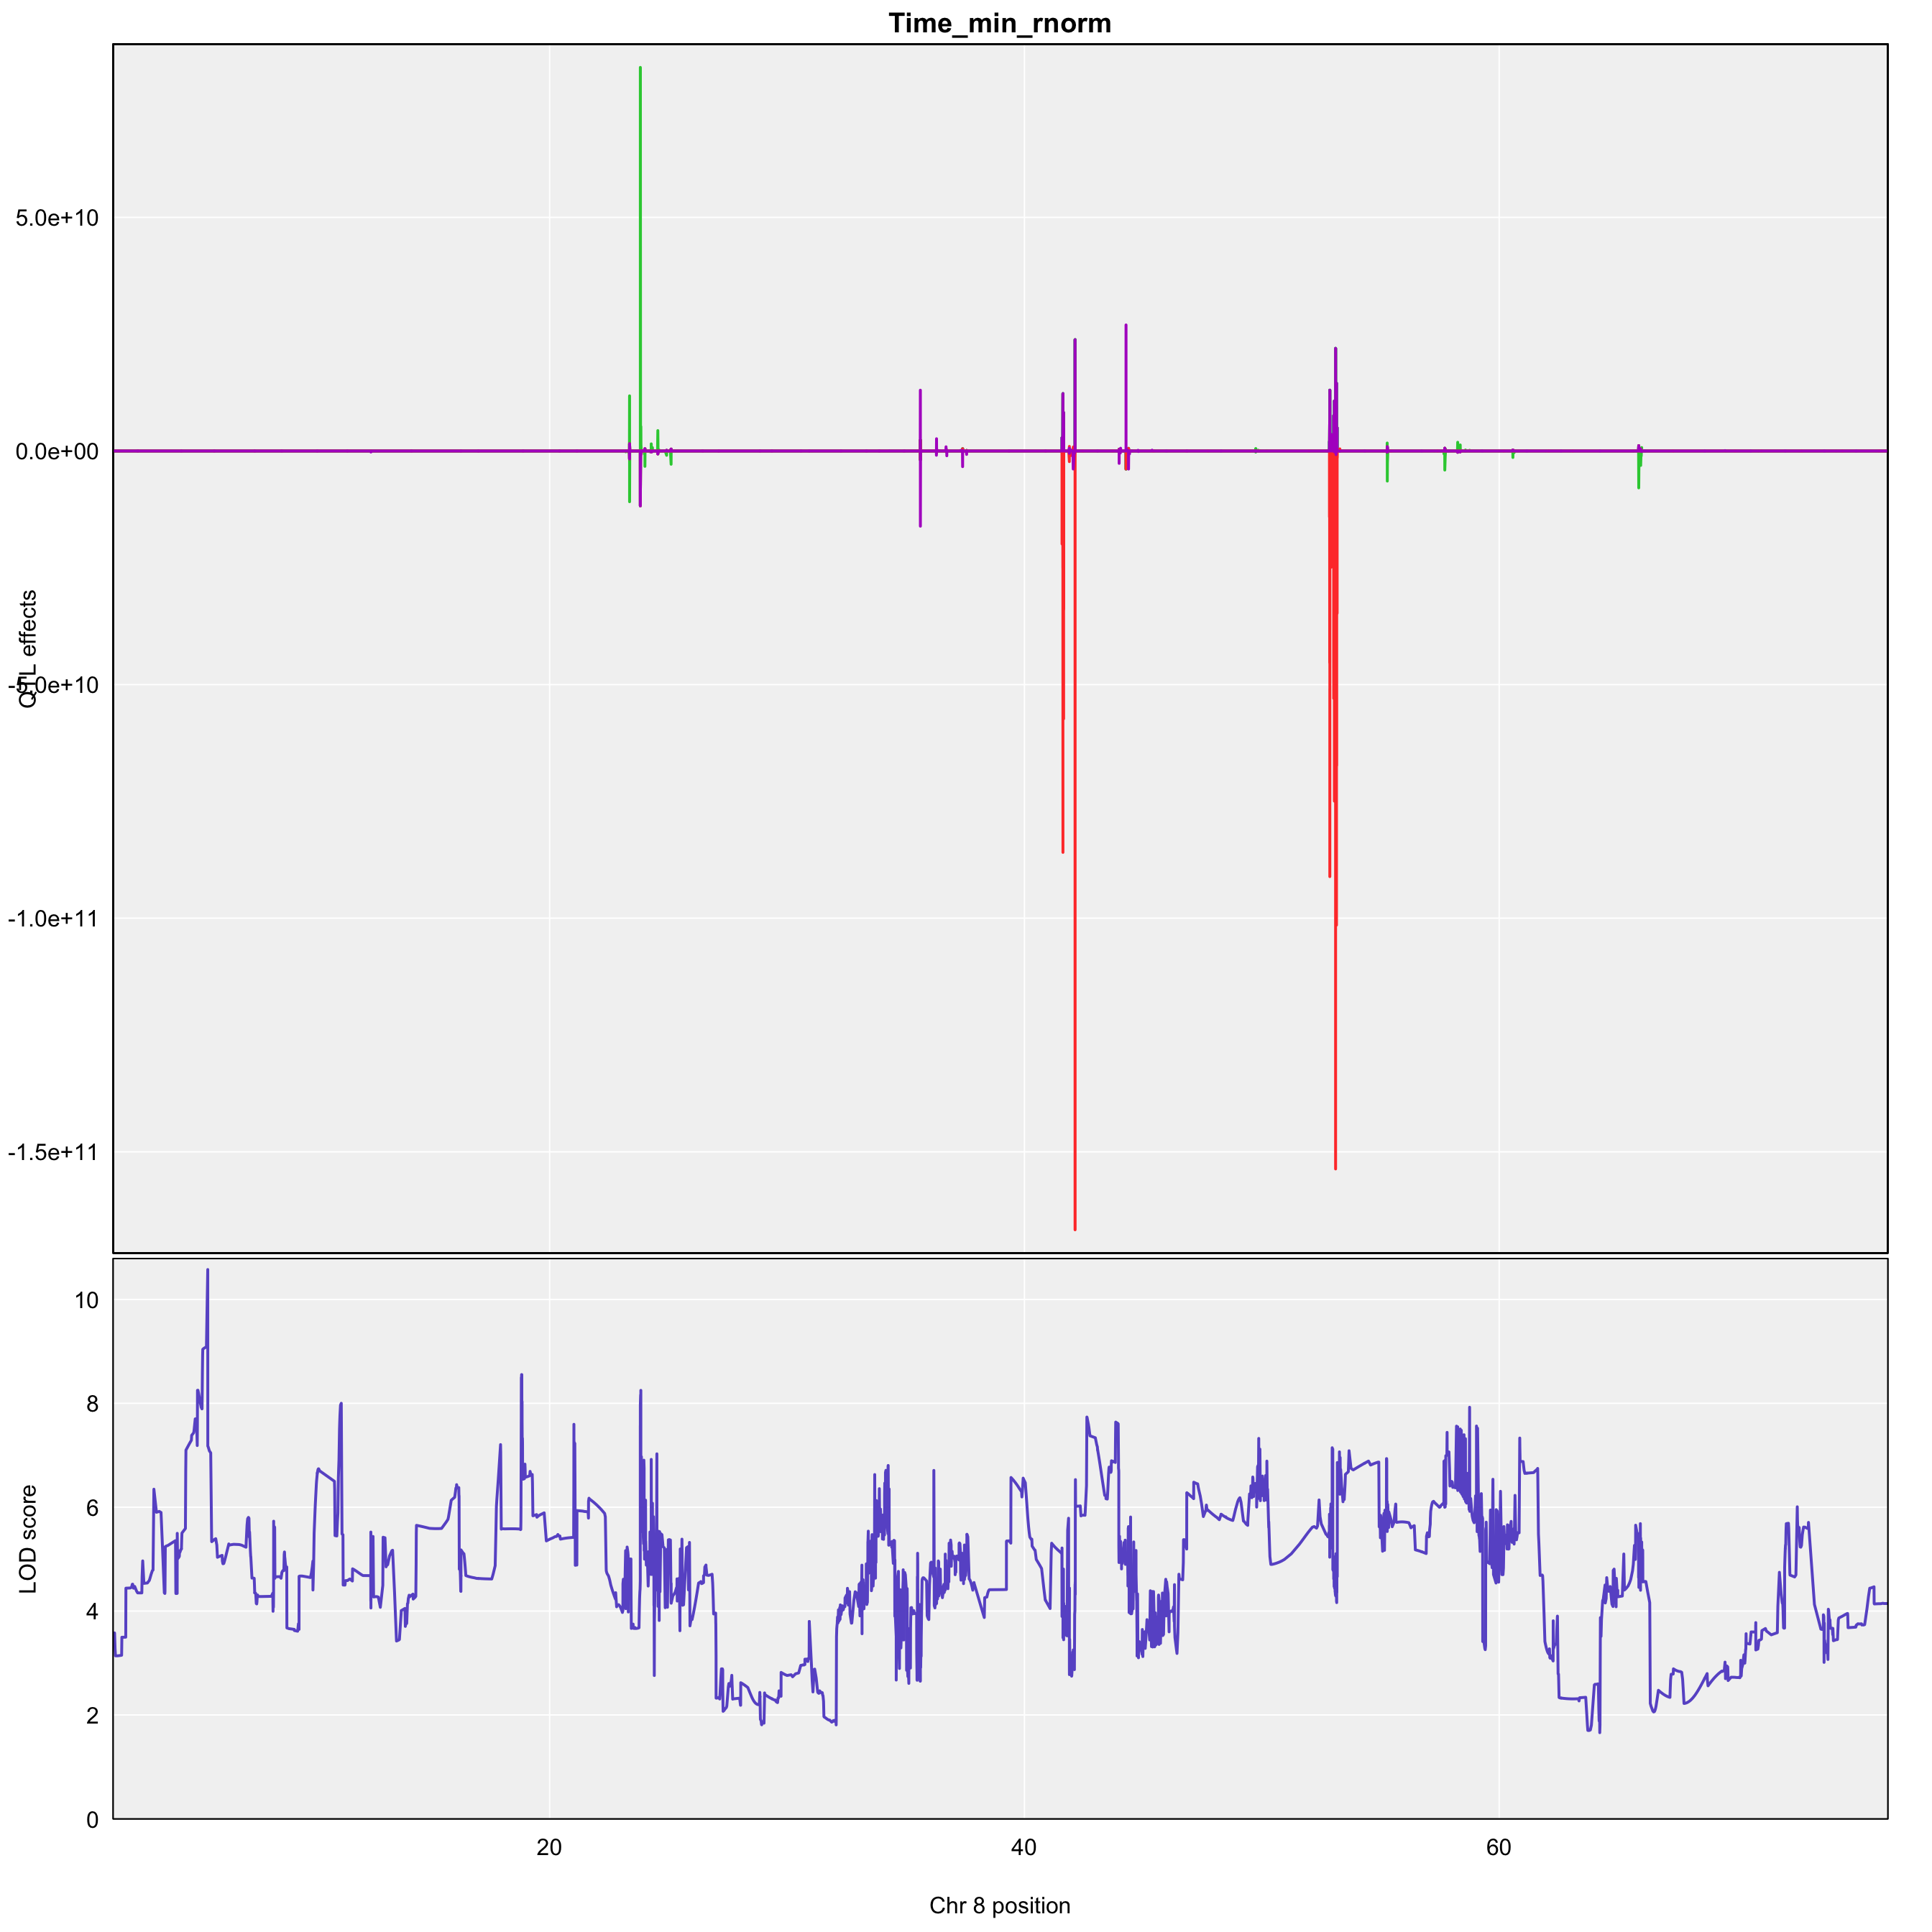 Time_min_rnorm
5.0e+10
0.0e+00
-5.0e+10
-1.0e+11
-1.5e+11
QTL effects
10
8
6
4
2
0
LOD score
20 40 60
Chr 8 position